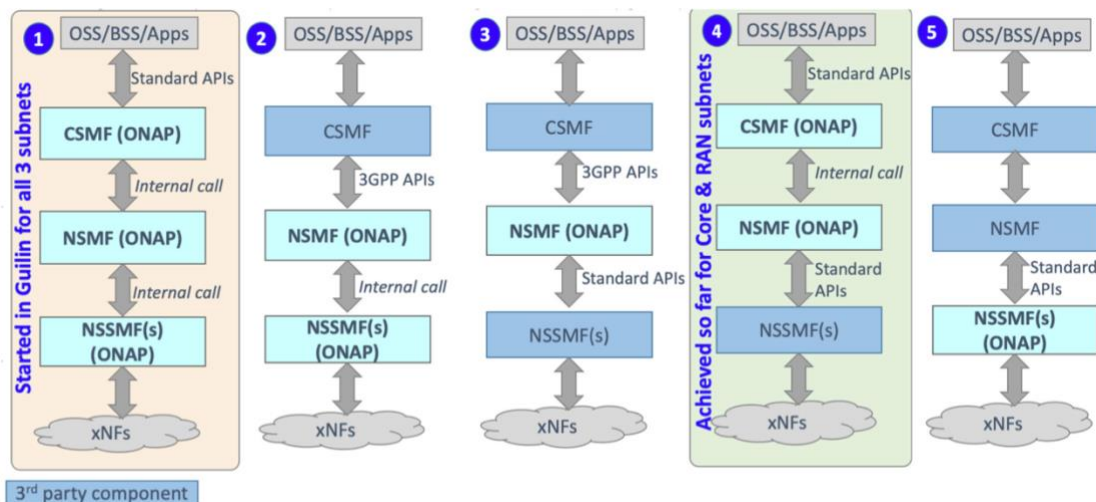 Started in Guilin for all 3 subnets
1
OSS/BSS/Apps
Standard APIs
CSMF (ONAP)
Internal call
NSMF (ONAP)
Internal call
NSSMF(s)
(ONAP)
xNFs
2
OSS/BSS/Apps
CSMF
3GPP APIs
NSMF (ONAP)
Internal call
NSSMF(s)
(ONAP)
xNFs
3
OSS/BSS/Apps
CSMF
3GPP APIs
NSMF (ONAP)
Standard APIs
NSSMF(s)
xNFs
Achieved so far for Core & RAN subnets
4
OSS/BSS/Apps
Standard APIs
CSMF (ONAP)
Internal call
NSMF (ONAP)
Standard
APIs
NSSMF(s)
xNFs
5
OSS/BSS/Apps
CSMF
NSMF
Standard
APIs
NSSMF(s)
(ONAP)
xNFs
3rd party component